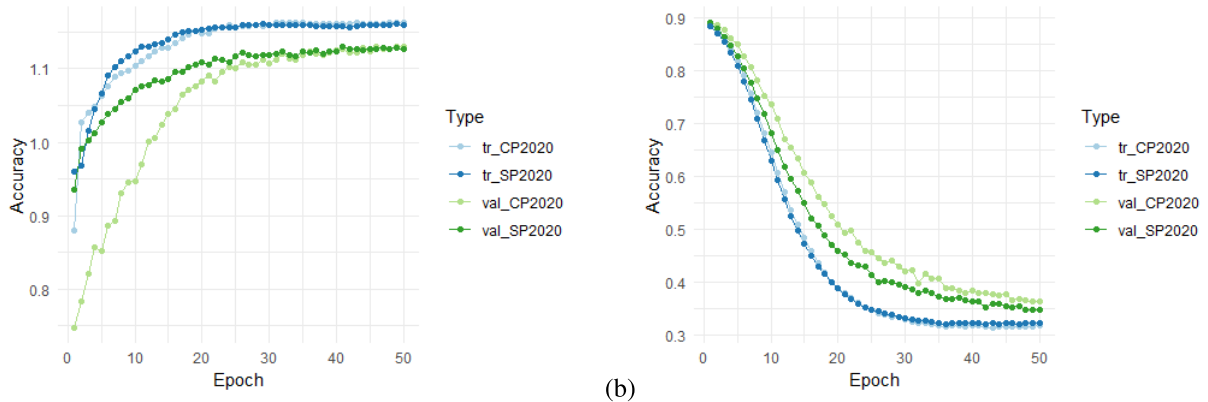 1.1
1.0
0.9
0.8
Accuracy
0 10 20 30 40 50
Epoch
Type
tr_CP2020
tr_SP2020
val_CP2020
val_SP2020
(b)
0.9
0.8
0.7
0.6
0.5
0.4
0.3
Accuracy
0 10 20 30 40 50
Epoch
Type
tr_CP2020
tr_SP2020
val_CP2020
val_SP2020